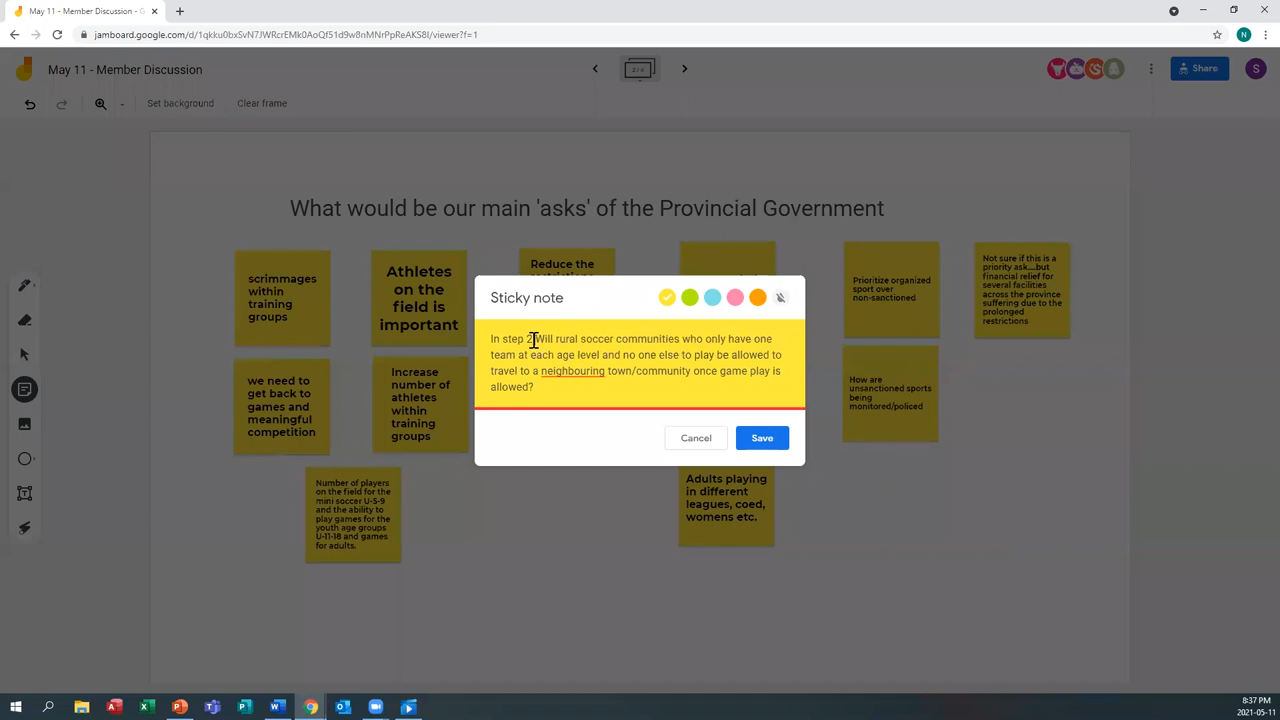 May 11 - Member Discussion - G
jamboard.google.com/d/1qkku0bxSvN7JWRcrEMk0AoQf51d9w8nMNrPpReAKS8I/viewer?f=1
N
May 11 - Member Discussion
2 / 4
Share
S
Set background
Clear frame
What would be our main 'asks' of the Provincial Government
scrimmages
within
training
groups
Athletes
on the
field is
important
Reduce the
Prioritize organized
sport over
non-sanctioned
Not sure if this is a
priority ask....but
financial relief for
several facilities
across the province
suffering due to the
prolonged
restrictions
Sticky note
In step 2 Will rural soccer communities who only have one
team at each age level and no one else to play be allowed to
travel to a neighbouring town/community once game play is
allowed?
Cancel
Save
we need to
get back to
games and
meaningful
competition
Increase
number of
athletes
within
training
groups
How are
unsanctioned sports
being
monitored/policed
Number of players
on the field for the
mini soccer U-5-9
and the ability to
play games for the
youth age groups
U-11-18 and games
for adults.
Adults playing
in different
leagues, coed,
womens etc.
8:37 PM
2021-05-11